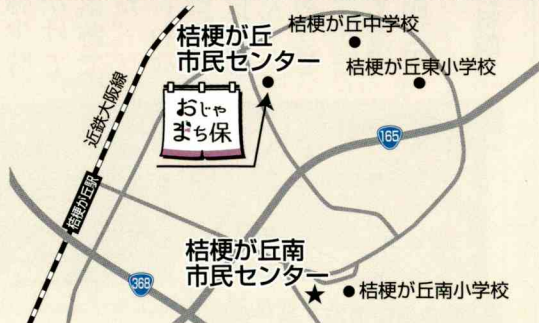 桔梗が丘中学校
桔梗が丘
市民センター
桔梗が丘東小学校
おじゃ
まち保
近鉄大阪線
165
桔梗が丘駅
桔梗が丘南
市民センター
368
桔梗が丘南小学校